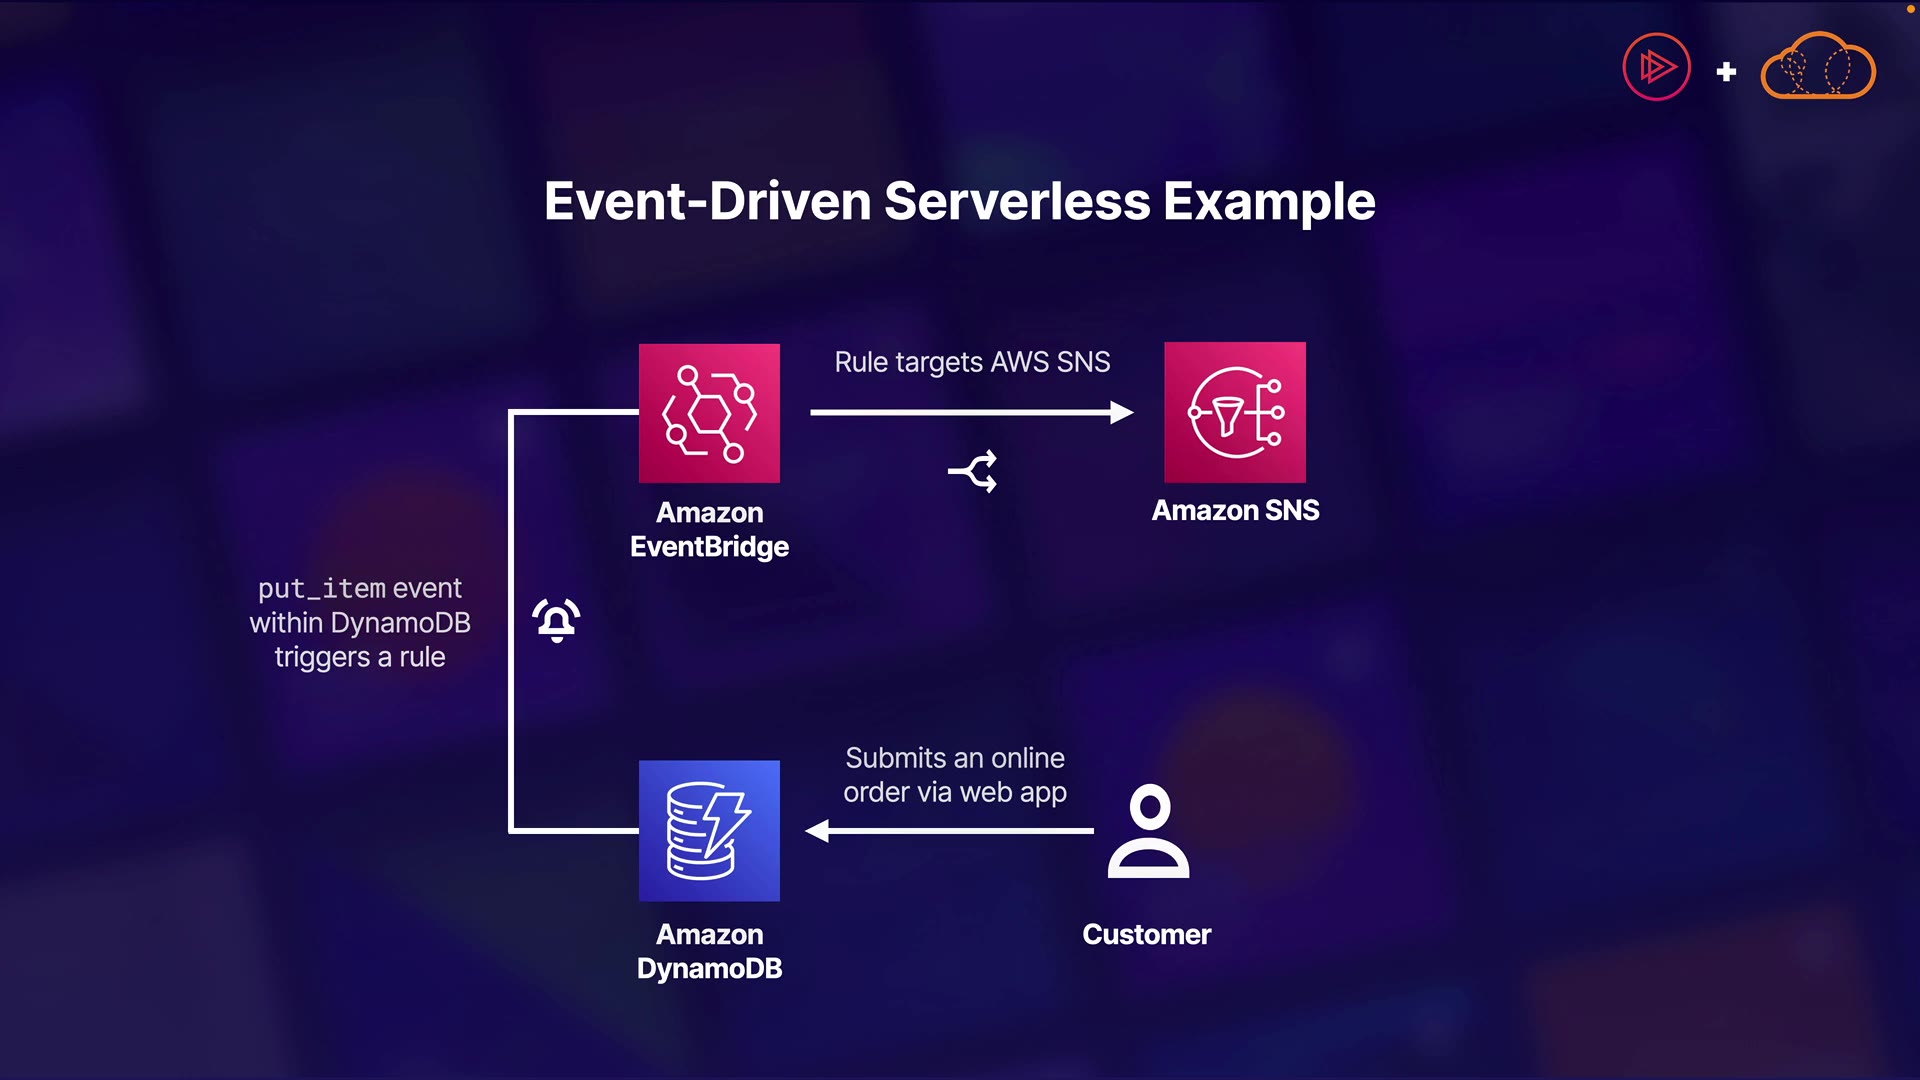 Event-Driven Serverless Example
Rule targets AWS SNS
Amazon
EventBridge
Amazon SNS
put_item event
within DynamoDB
triggers a rule
Submits an online
order via web app
Amazon
DynamoDB
Customer